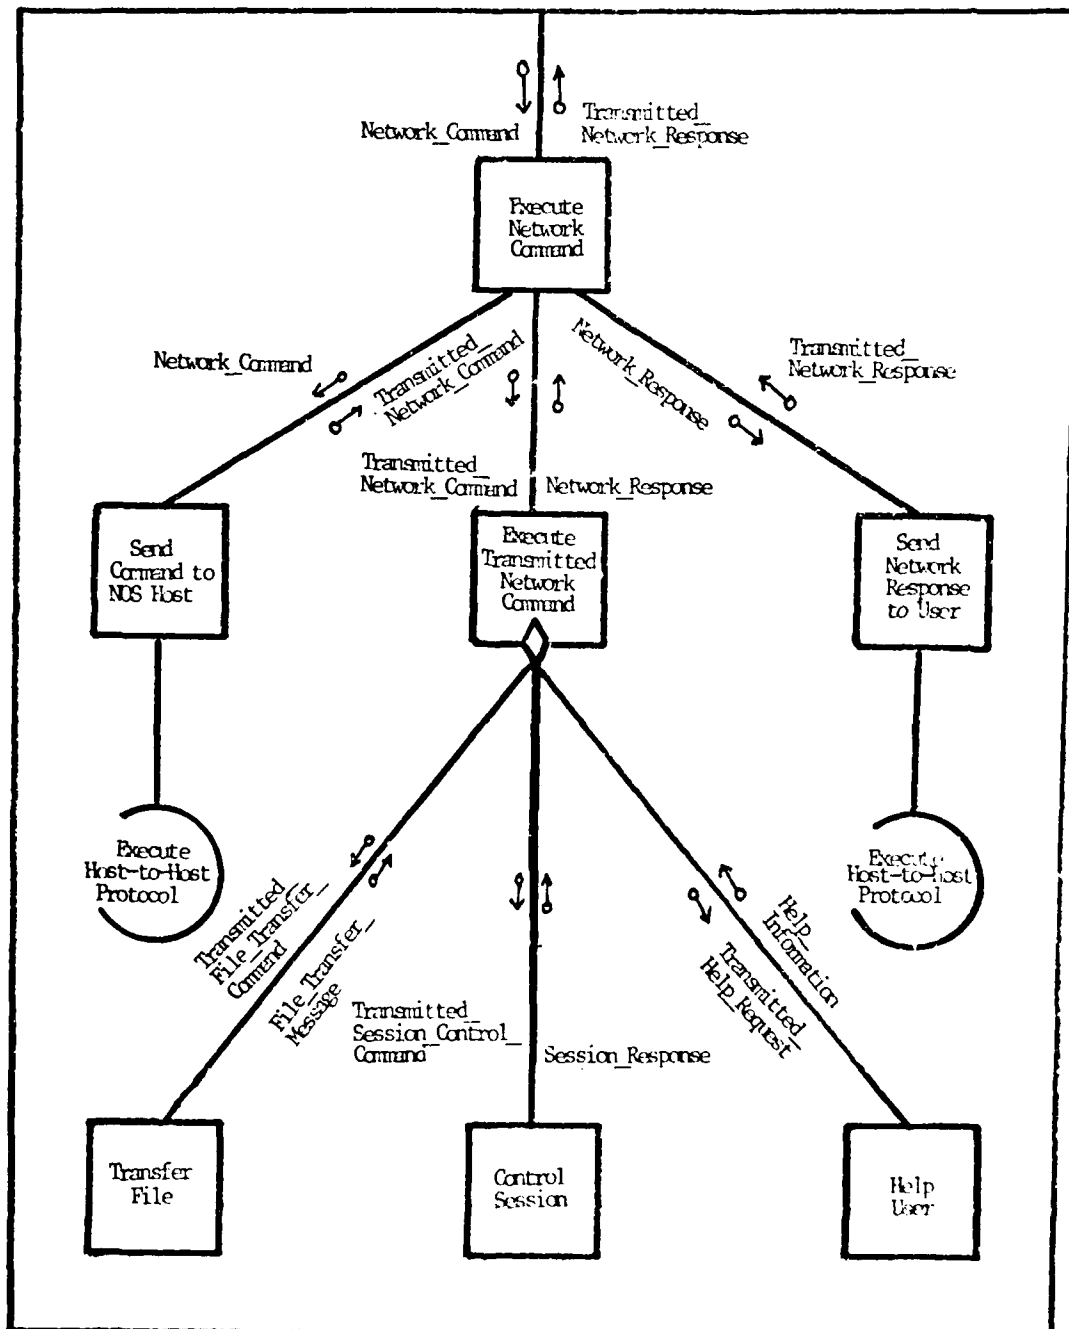 Network_Command
Transmitted_
Network_Response
Execute
Network
Command
Network_Command
Transmitted_
Network_Command
Network_Response
Transmitted_
Network_Response
Transmitted_
Network_Command
Network_Response
Send
Command to
NOS Host
Execute
Transmitted
Network
Command
Send
Network
Response
to User
Execute
Host-to-Host
Protocol
Execute
Host-to-host
Protocol
Transmitted_
File_Transfer_
Command
File_Transfer_
Message
Transmitted_
Session_Control_
Command
Session_Response
Help_
Information
Transmitted_
Help_Request
Transfer
File
Control
Session
Help
User